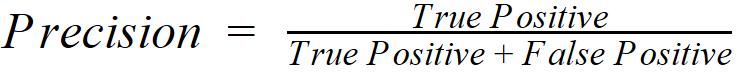 Precision = True Positive / True Positive + False Positive